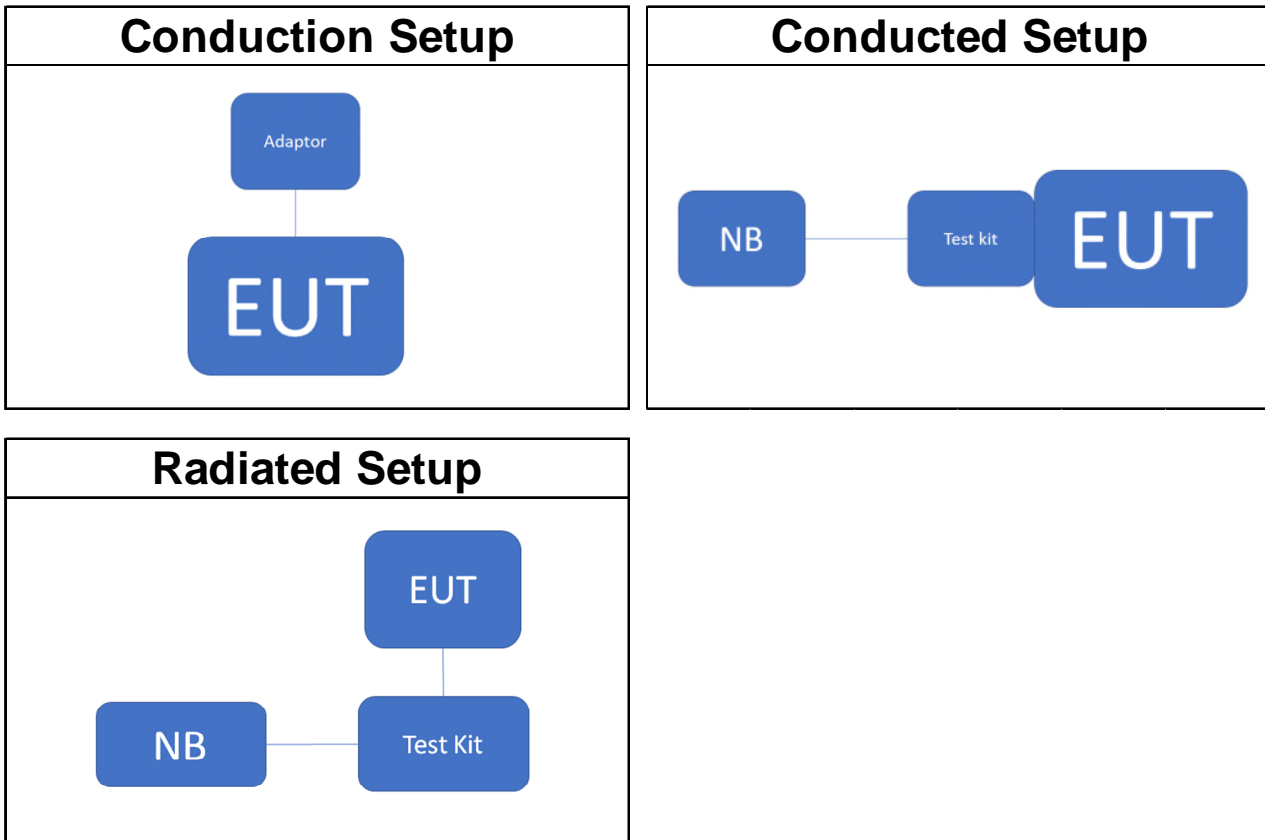 Conduction Setup
Adaptor
EUT
Conducted Setup
NB
Test kit
EUT
Radiated Setup
EUT
NB
Test Kit